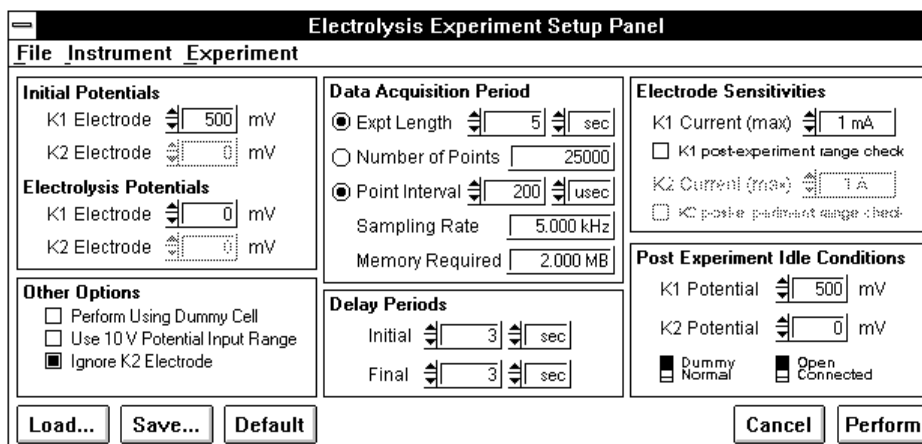 Electrolysis Experiment Setup Panel
File Instrument Experiment
Initial Potentials
K1 Electrode 500 mV
K2 Electrode 0 mV
Electrolysis Potentials
K1 Electrode 0 mV
K2 Electrode 0 mV
Other Options
Perform Using Dummy Cell
Use 10 V Potential Input Range
Ignore K2 Electrode
Data Acquisition Period
Expt Length 5 sec
Number of Points 25000
Point Interval 200 usec
Sampling Rate 5.000 kHz
Memory Required 2.000 MB
Delay Periods
Initial 3 sec
Final 3 sec
Electrode Sensitivities
K1 Current (max) 1 mA
K1 post-experiment range check
K2 Current (max) 1 A
K2 post-experiment range check
Post Experiment Idle Conditions
K1 Potential 500 mV
K2 Potential 0 mV
Dummy Open
Normal Connected
Load... Save... Default Cancel Perform